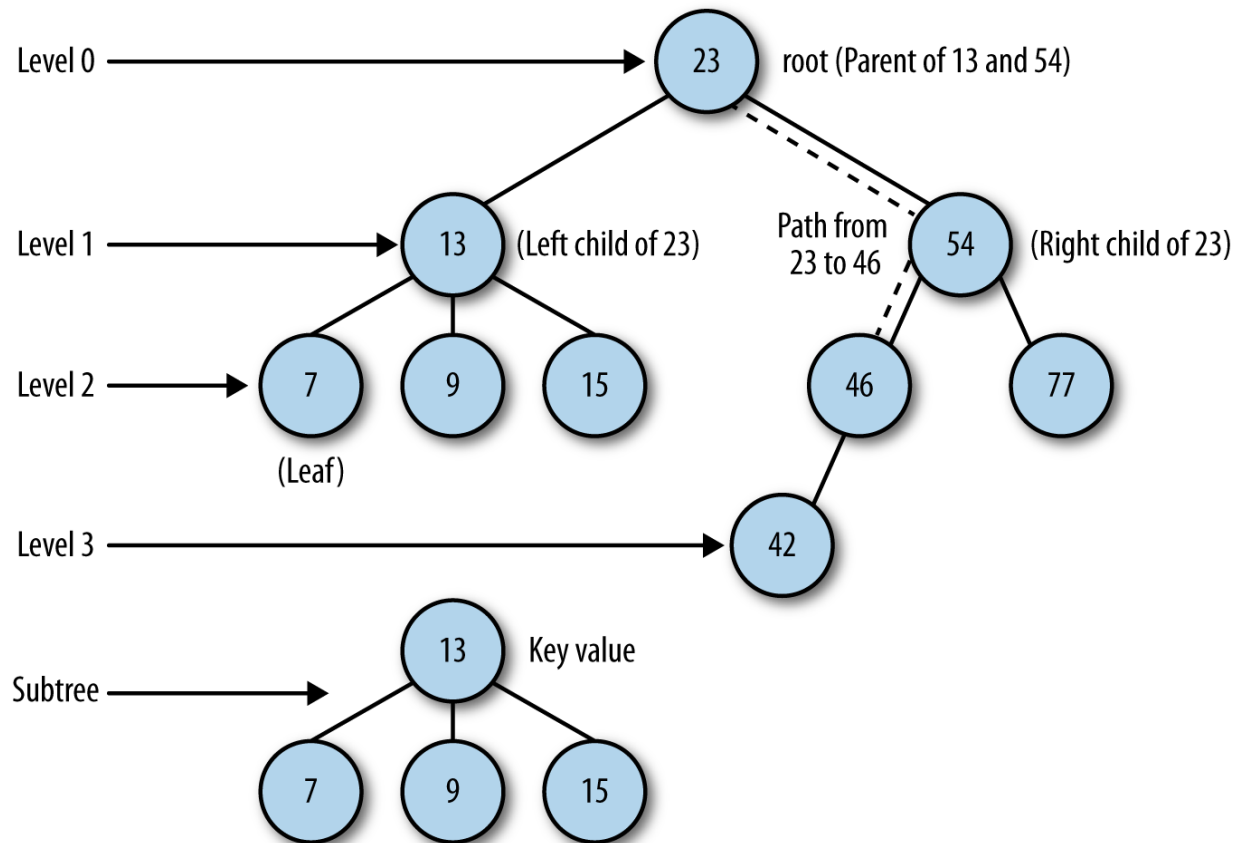 Level 0
23
root (Parent of 13 and 54)
Level 1
13
(Left child of 23)
Path from
23 to 46
54
(Right child of 23)
Level 2
7
9
15
46
77
(Leaf)
Level 3
42
13
Key value
Subtree
7
9
15